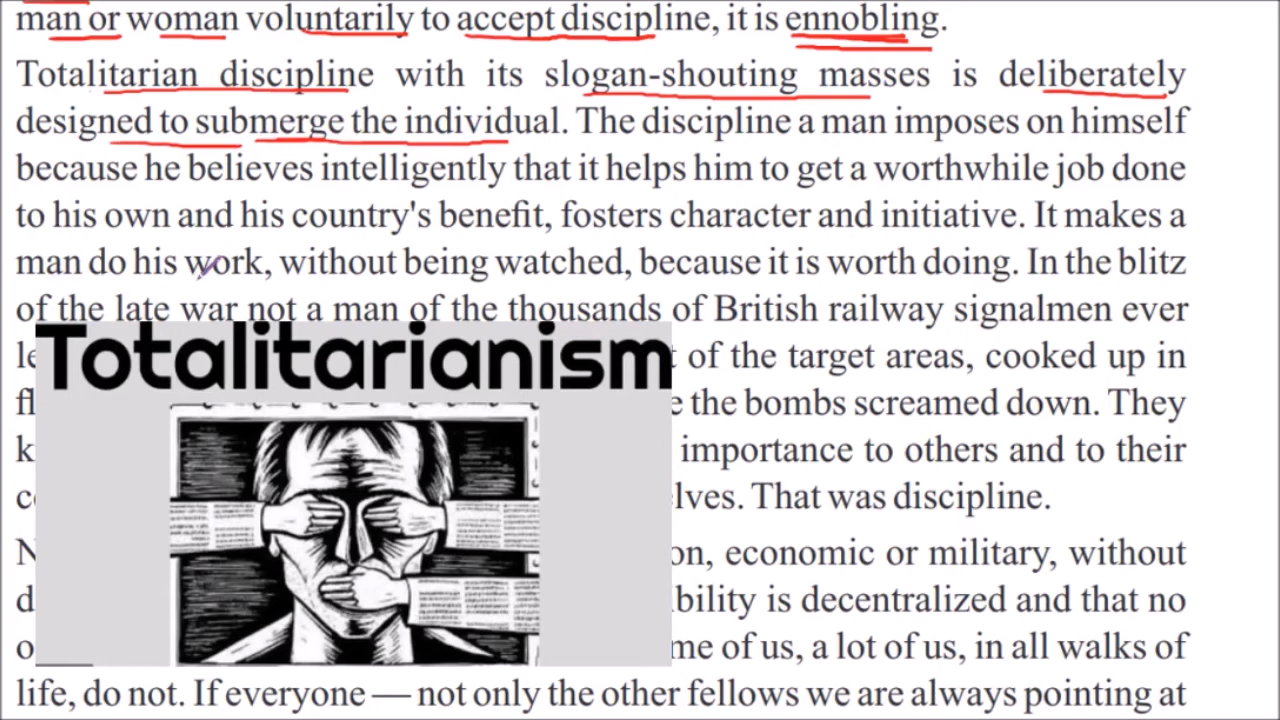 man or woman voluntarily to accept discipline, it is ennobling.
Totalitarian discipline with its slogan-shouting masses is deliberately
designed to submerge the individual. The discipline a man imposes on himself
because he believes intelligently that it helps him to get a worthwhile job done
to his own and his country's benefit, fosters character and initiative. It makes a
man do his work, without being watched, because it is worth doing. In the blitz
of the late war not a man of the thousands of British railway signalmen ever
of the target areas, cooked up in
the bombs screamed down. They
importance to others and to their
That was discipline.
economic or military, without
is decentralized and that no
of us, a lot of us, in all walks of
life, do not. If everyone — not only the other fellows we are always pointing at
Totalitarianism